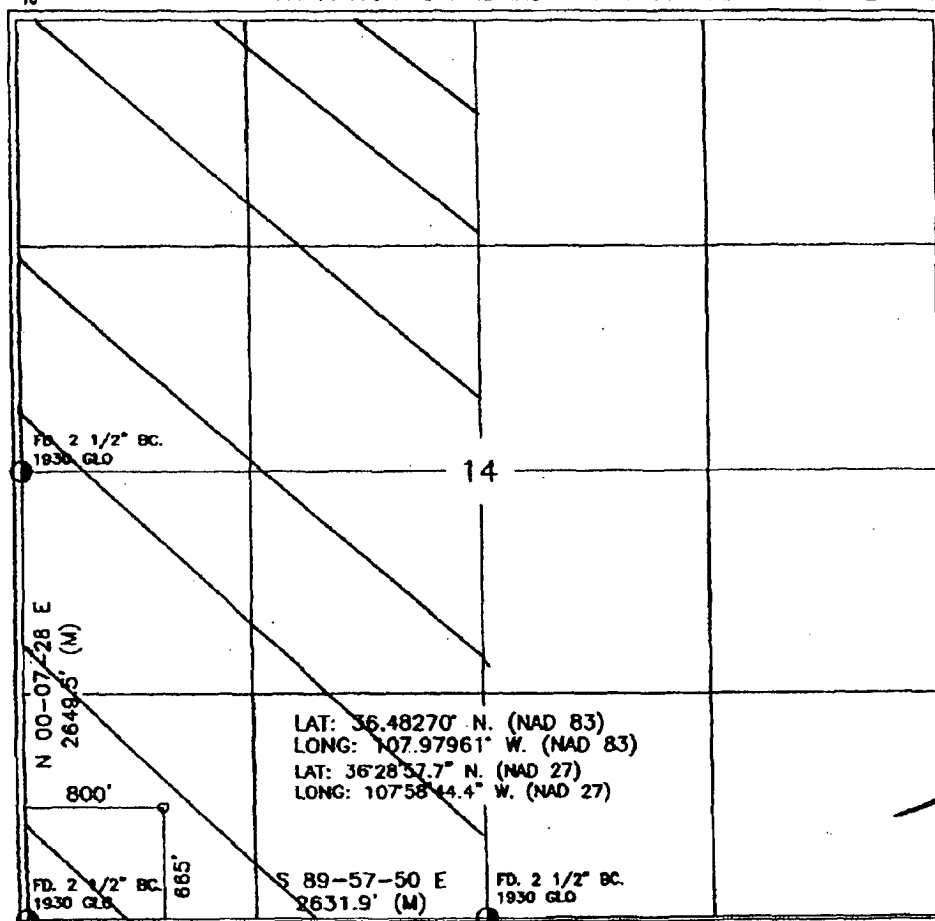 FD. 2 1/2" BC.
1930 GLO
14
N 00-07-28 E
2649.5' (M)
LAT: 36.48270° N. (NAD 83)
LONG: 107.97961° W. (NAD 83)
LAT: 36°28'57.7" N. (NAD 27)
LONG: 107°58'44.4" W. (NAD 27)
800'
665'
FD. 2 1/2" BC.
1930 GLO
S 89-57-50 E
2631.9' (M)
FD. 2 1/2" BC.
1930 GLO